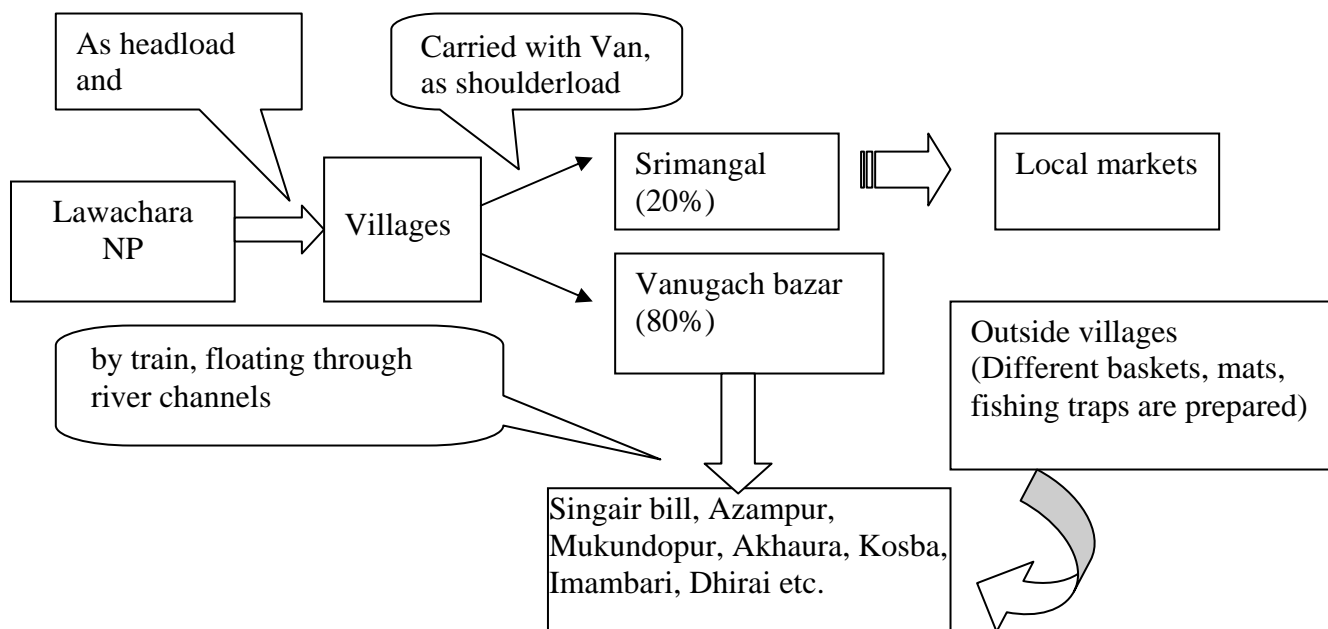 As headload
and
Carried with Van,
as shoulderload
Lawachara
NP
Villages
Srimangal
(20%)
Local markets
Vanugach bazar
(80%)
by train, floating through
river channels
Outside villages
(Different baskets, mats,
fishing traps are prepared)
Singair bill, Azampur,
Mukundopur, Akhaura, Kosba,
Imambari, Dhirai etc.